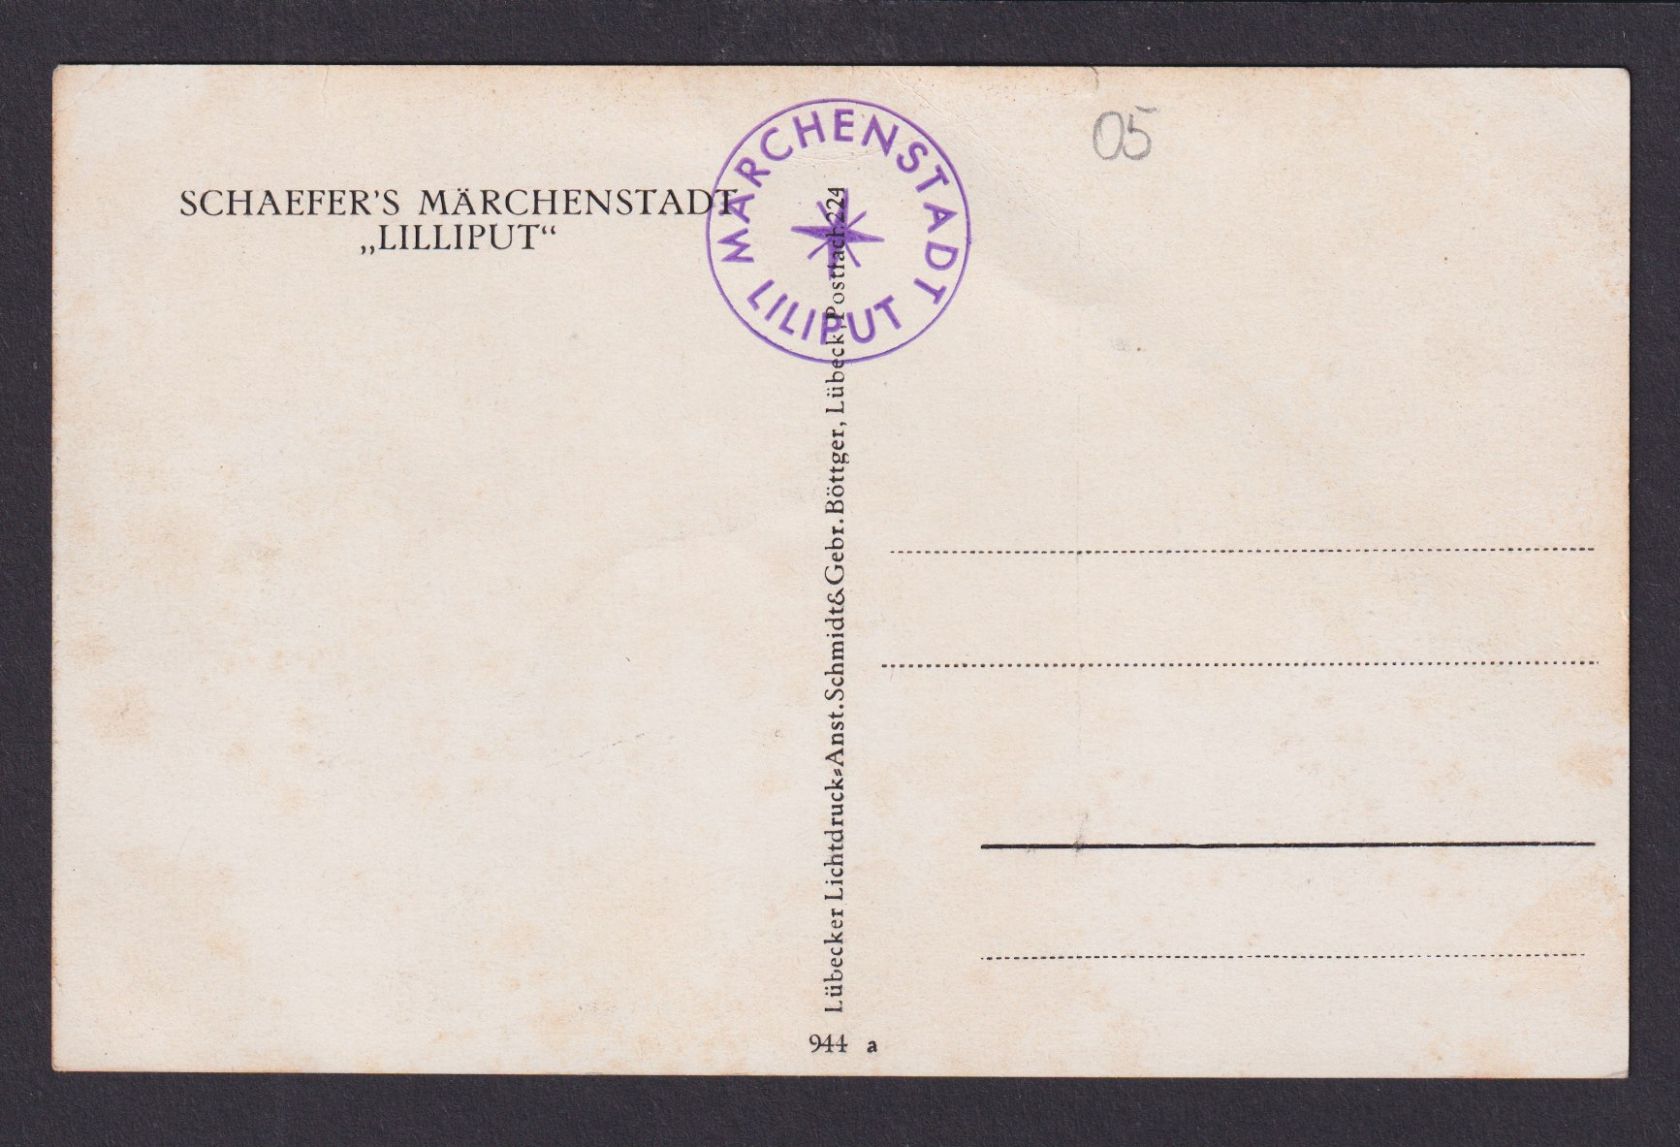 SCHAEFER'S MÄRCHENSTADT
„LILLIPUT“
MÄRCHENSTADT
LILIPUT
05
Lübecker Lichtdruck-Anst. Schmidt & Gebr. Böttger, Lübeck, Postfach 224
944 a